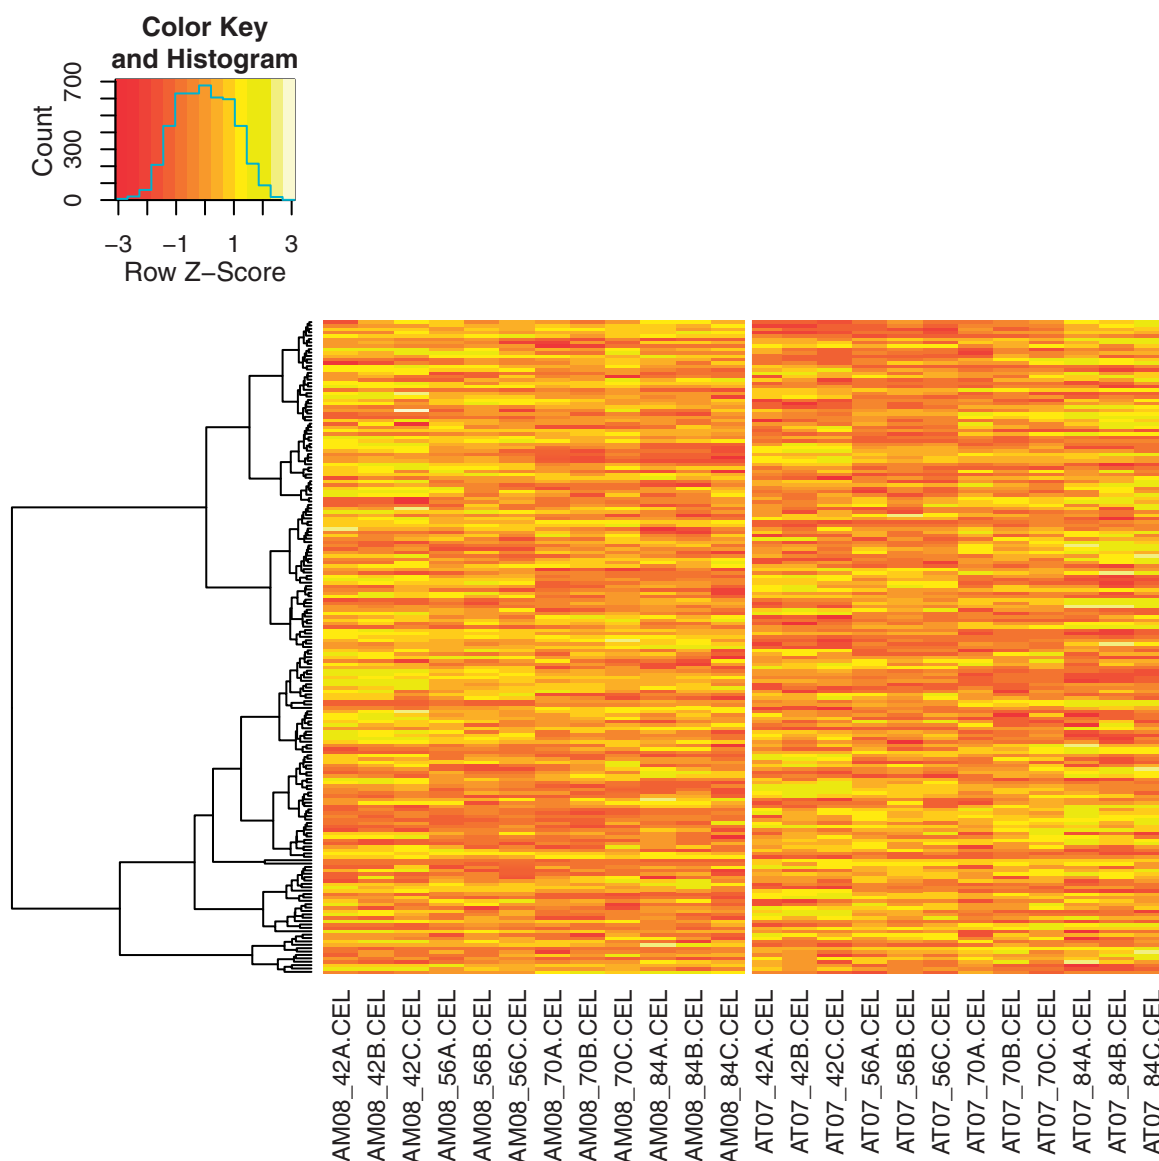 Color Key
and Histogram
Count
0 300 700
−3 −1 1 3
Row Z−Score
AM08_42A.CEL
AM08_42B.CEL
AM08_42C.CEL
AM08_56A.CEL
AM08_56B.CEL
AM08_56C.CEL
AM08_70A.CEL
AM08_70B.CEL
AM08_70C.CEL
AM08_84A.CEL
AM08_84B.CEL
AM08_84C.CEL
AT07_42A.CEL
AT07_42B.CEL
AT07_42C.CEL
AT07_56A.CEL
AT07_56B.CEL
AT07_56C.CEL
AT07_70A.CEL
AT07_70B.CEL
AT07_70C.CEL
AT07_84A.CEL
AT07_84B.CEL
AT07_84C.CEL